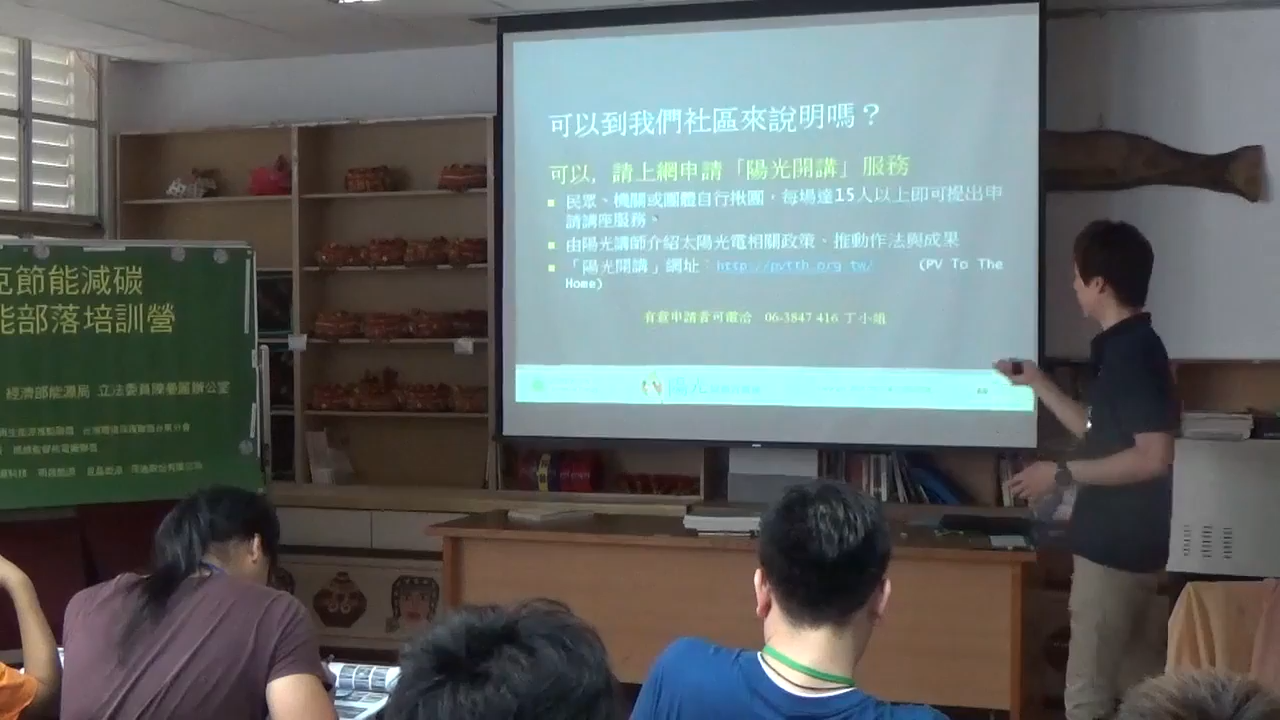 可以到我們社區來說明嗎？
可以, 請上網申請「陽光開講」服務
民眾、機關或團體自行揪團，每場達15人以上即可提出申
請講座服務。
由陽光講師介紹太陽光電相關政策、推動作法與成果
「陽光開講」網址：http://pvtth.org.tw/ (PV To The
Home)
有意申請者可電洽 06-3847 416 丁小姐
陽光
節能減碳
能部落培訓營
經濟部能源局 立法委員陳瑩國會辦公室